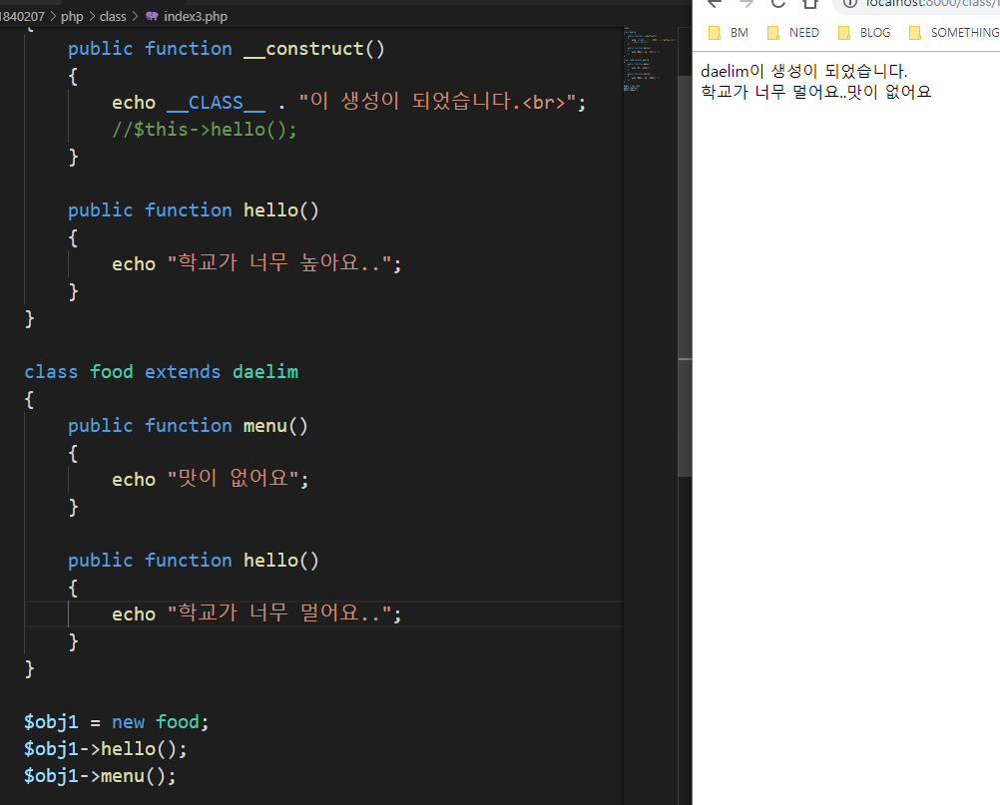 1840207 > php > class > index3.php
public function __construct()
{
echo __CLASS__ . "이 생성이 되었습니다.<br>";
//$this->hello();
}
public function hello()
{
echo "학교가 너무 높아요..";
}
}
class food extends daelim
{
public function menu()
{
echo "맛이 없어요";
}
public function hello()
{
echo "학교가 너무 멀어요..";
}
}
$obj1 = new food;
$obj1->hello();
$obj1->menu();
localhost:8000/class/
BM NEED BLOG SOMETHING
daelim이 생성이 되었습니다.
학교가 너무 멀어요..맛이 없어요